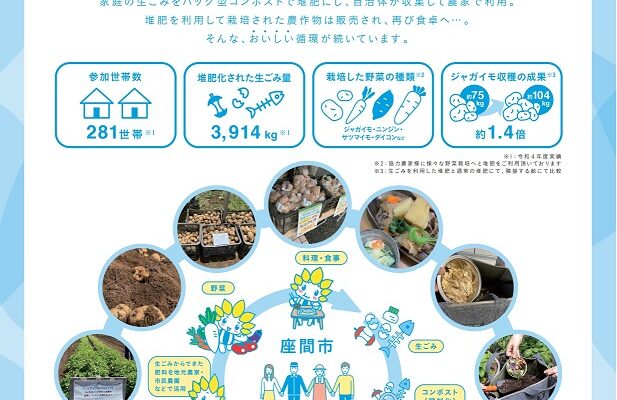 家庭の生ごみをバッグ型コンポストで堆肥にし、自治体が収集して農家で利用。
堆肥を利用して栽培された農作物は販売され、再び食卓へ…。
そんな、おいしい循環が続いています。
参加世帯数
281世帯※1
堆肥化された生ごみ量
3,914kg※1
栽培した野菜の種類※2
ジャガイモ・ニンジン・
サツマイモ・ダイコンなど
ジャガイモ収穫の成果※3
約75kg
約104kg
約1.4倍
※1:令和4年度実績
※2:協力農家様に様々な野菜栽培へと堆肥をご利用頂いております
※3:生ごみを利用した堆肥と通常の堆肥にて、隣接する畝にて比較
料理・食事
野菜
生ごみ
座間市
生ごみからできた
肥料を地元農家・
市民農園
などで活用
コンポスト